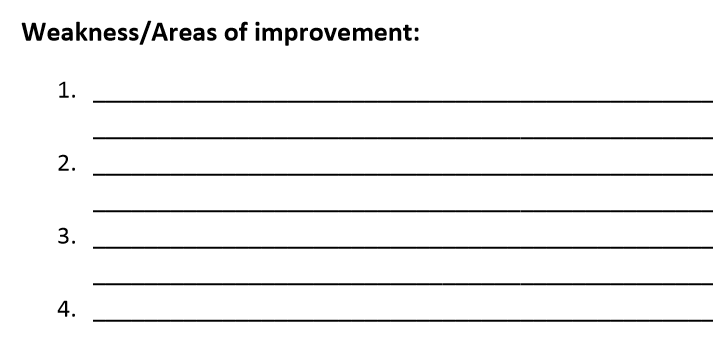 Weakness/Areas of improvement:
1.
2.
3.
4.